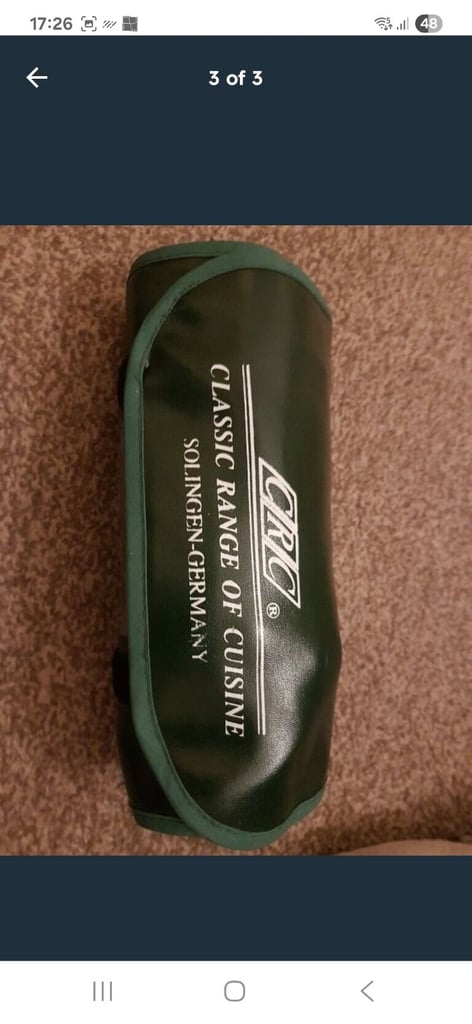 17:26
48
3 of 3
CRC®
CLASSIC RANGE OF CUISINE
SOLINGEN-GERMANY